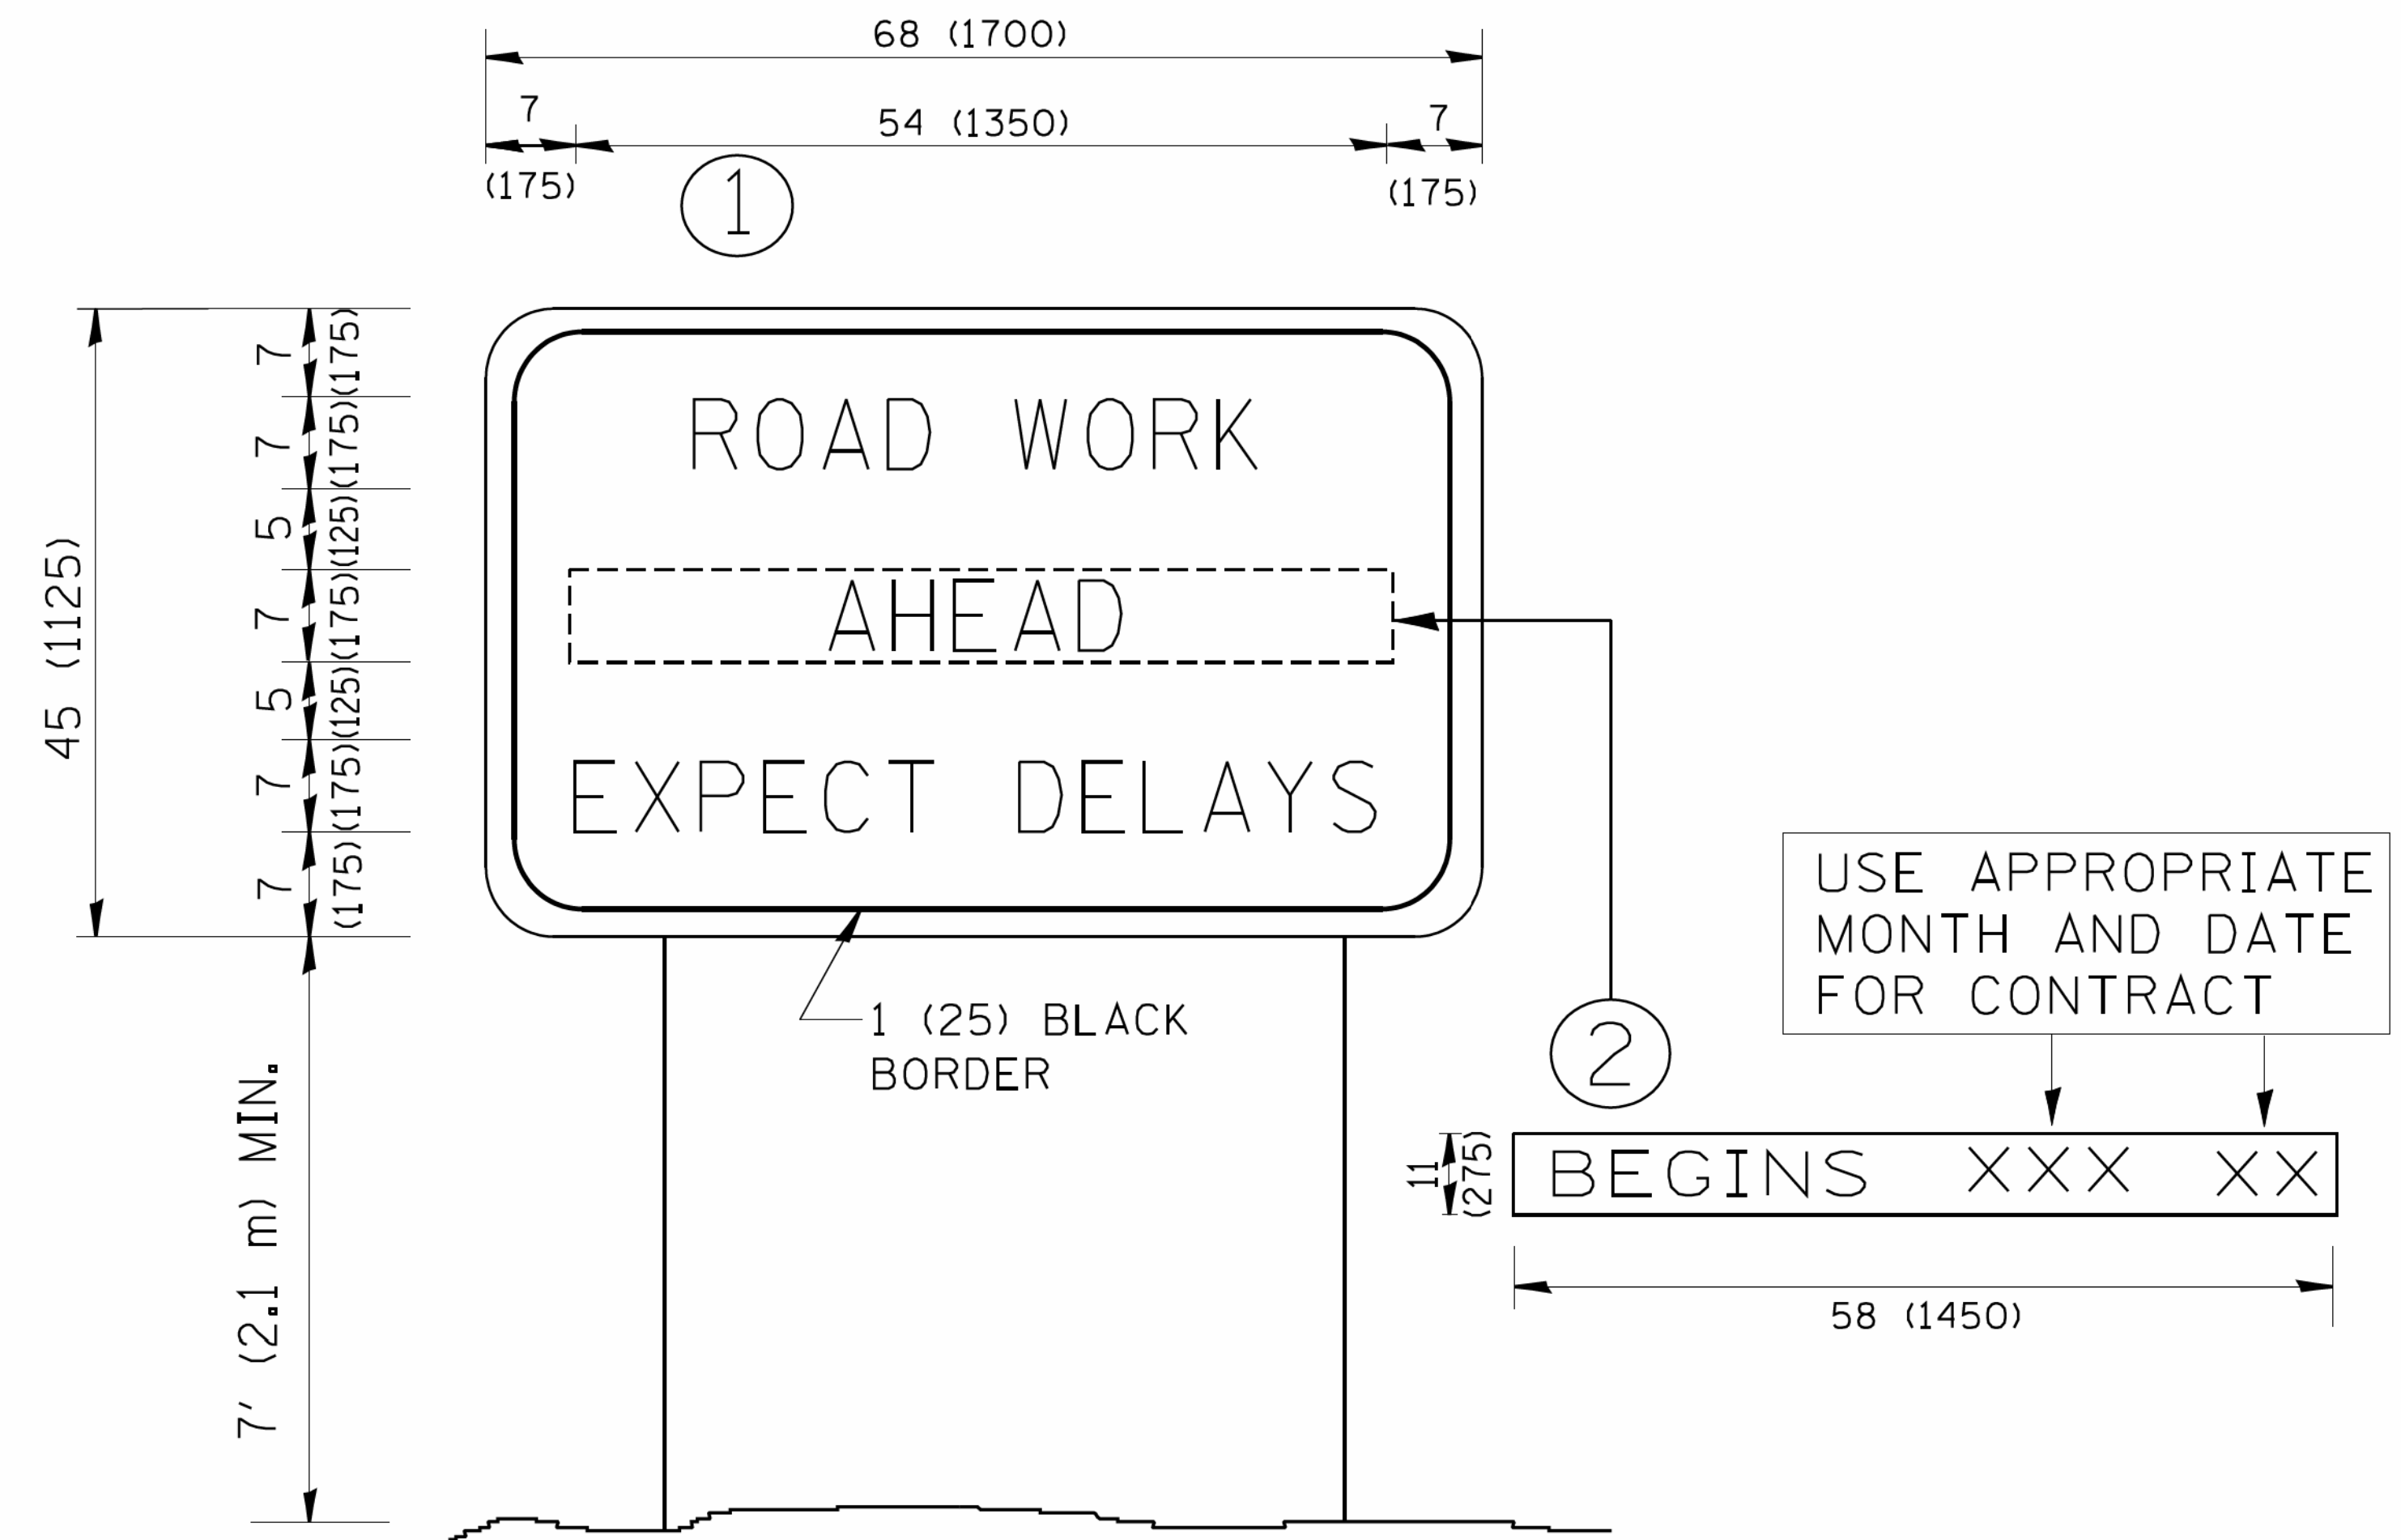 68 (1700)
7 54 (1350) 7
(175) (175)
1
45 (1125)
7 (175)
7 (175)
5 (125)
7 (175)
5 (125)
7 (175)
7 (175)
ROAD WORK
AHEAD
EXPECT DELAYS
1 (25) BLACK
BORDER
7' (2.1 m) MIN.
2
USE APPROPRIATE
MONTH AND DATE
FOR CONTRACT
11
(275)
BEGINS XXX XX
58 (1450)